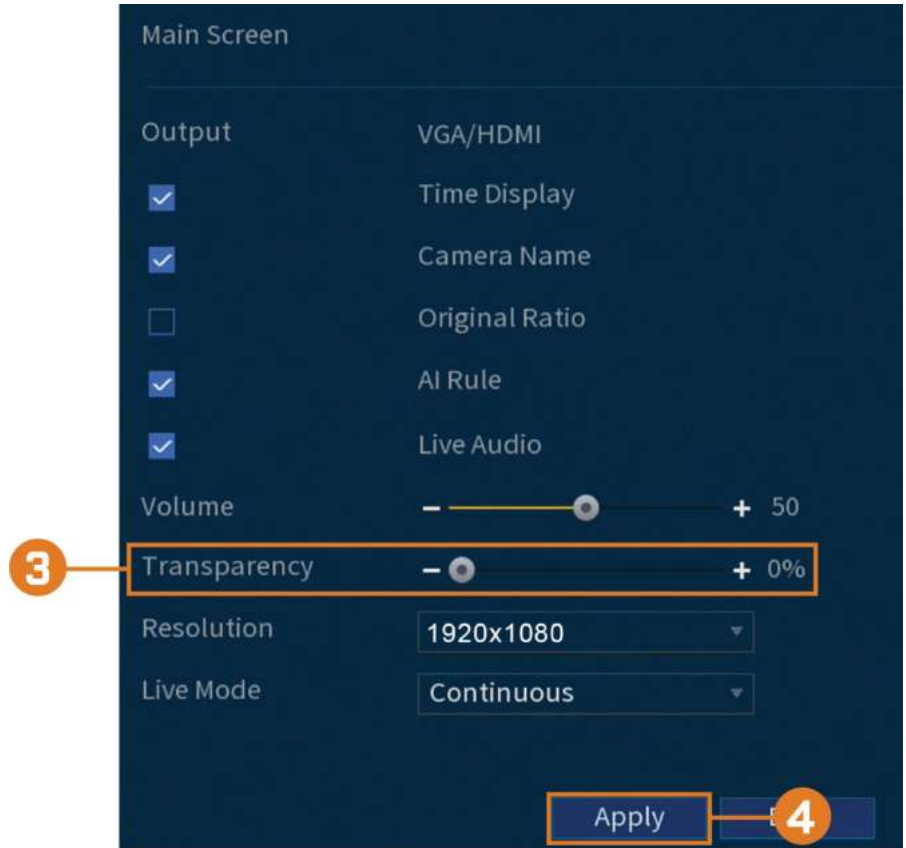 Main Screen
Output VGA/HDMI
Time Display
Camera Name
Original Ratio
AI Rule
Live Audio
Volume − + 50
3 Transparency − + 0%
Resolution 1920x1080
Live Mode Continuous
Apply 4